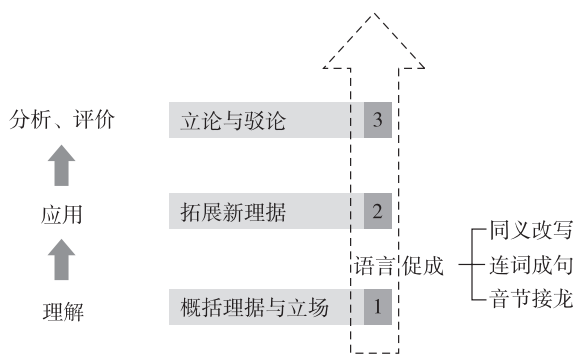 分析、评价
立论与驳论 3
应用
拓展新理据 2
同义改写
语言促成
连词成句
音节接龙
理解
概括理据与立场 1